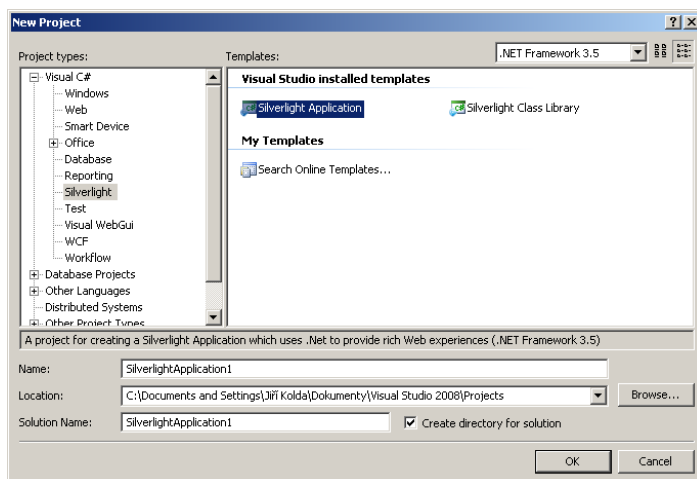 New Project
Project types:
Templates:
.NET Framework 3.5
Visual C#
Windows
Web
Smart Device
Office
Database
Reporting
Silverlight
Test
Visual WebGui
WCF
Workflow
Database Projects
Other Languages
Distributed Systems
Other Project Types
Visual Studio installed templates
Silverlight Application
Silverlight Class Library
My Templates
Search Online Templates...
A project for creating a Silverlight Application which uses .Net to provide rich Web experiences (.NET Framework 3.5)
Name: SilverlightApplication1
Location: C:\Documents and Settings\Jiří Kolda\Dokumenty\Visual Studio 2008\Projects Browse...
Solution Name: SilverlightApplication1 Create directory for solution
OK Cancel